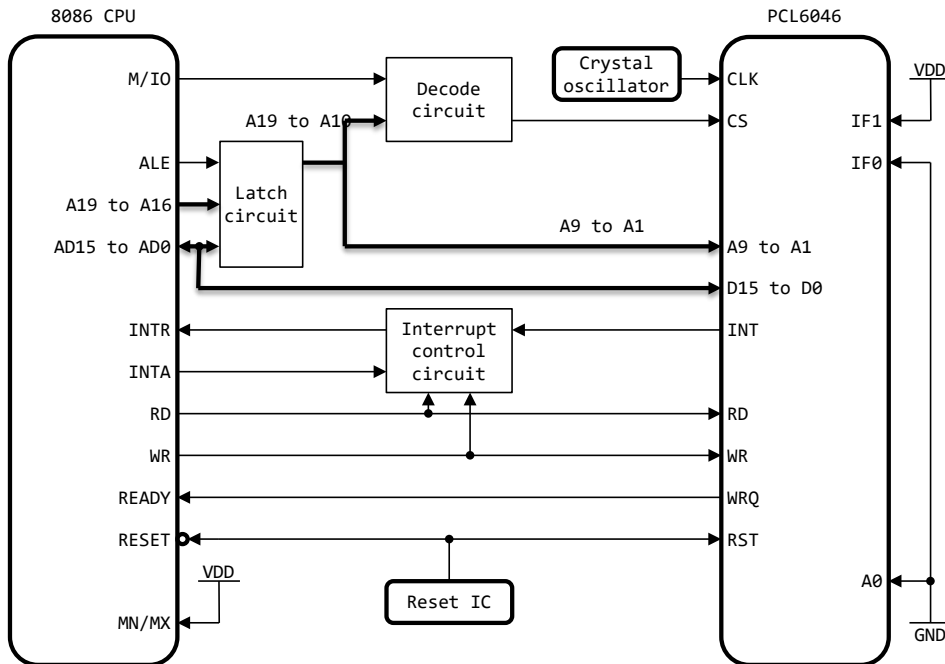 8086 CPU
PCL6046
M/IO
Decode
circuit
Crystal
oscillator
CLK
VDD
A19 to A10
CS
IF1
ALE
Latch
circuit
IF0
A19 to A16
A9 to A1
AD15 to AD0
A9 to A1
D15 to D0
INTR
Interrupt
control
circuit
INT
INTA
RD
RD
WR
WR
READY
WRQ
RESET
RST
VDD
Reset IC
A0
MN/MX
GND